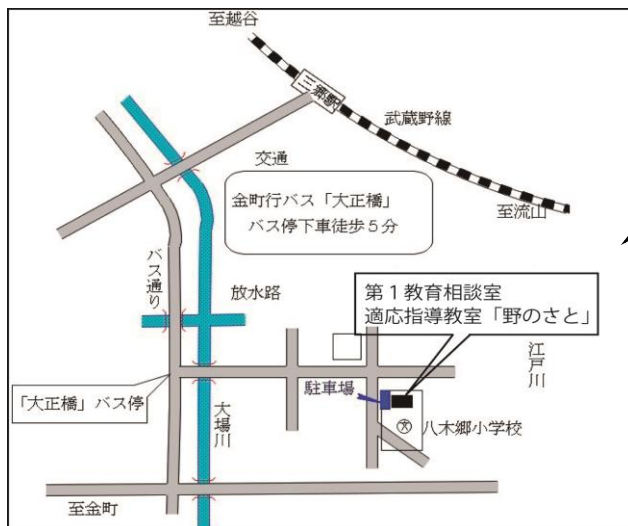 至越谷
三郷駅
武蔵野線
交通
金町行バス「大正橋」
バス停下車徒歩５分
至流山
バス通り
放水路
第１教育相談室
適応指導教室「野のさと」
江戸川
駐車場
「大正橋」バス停
大場川
文
八木郷小学校
至金町